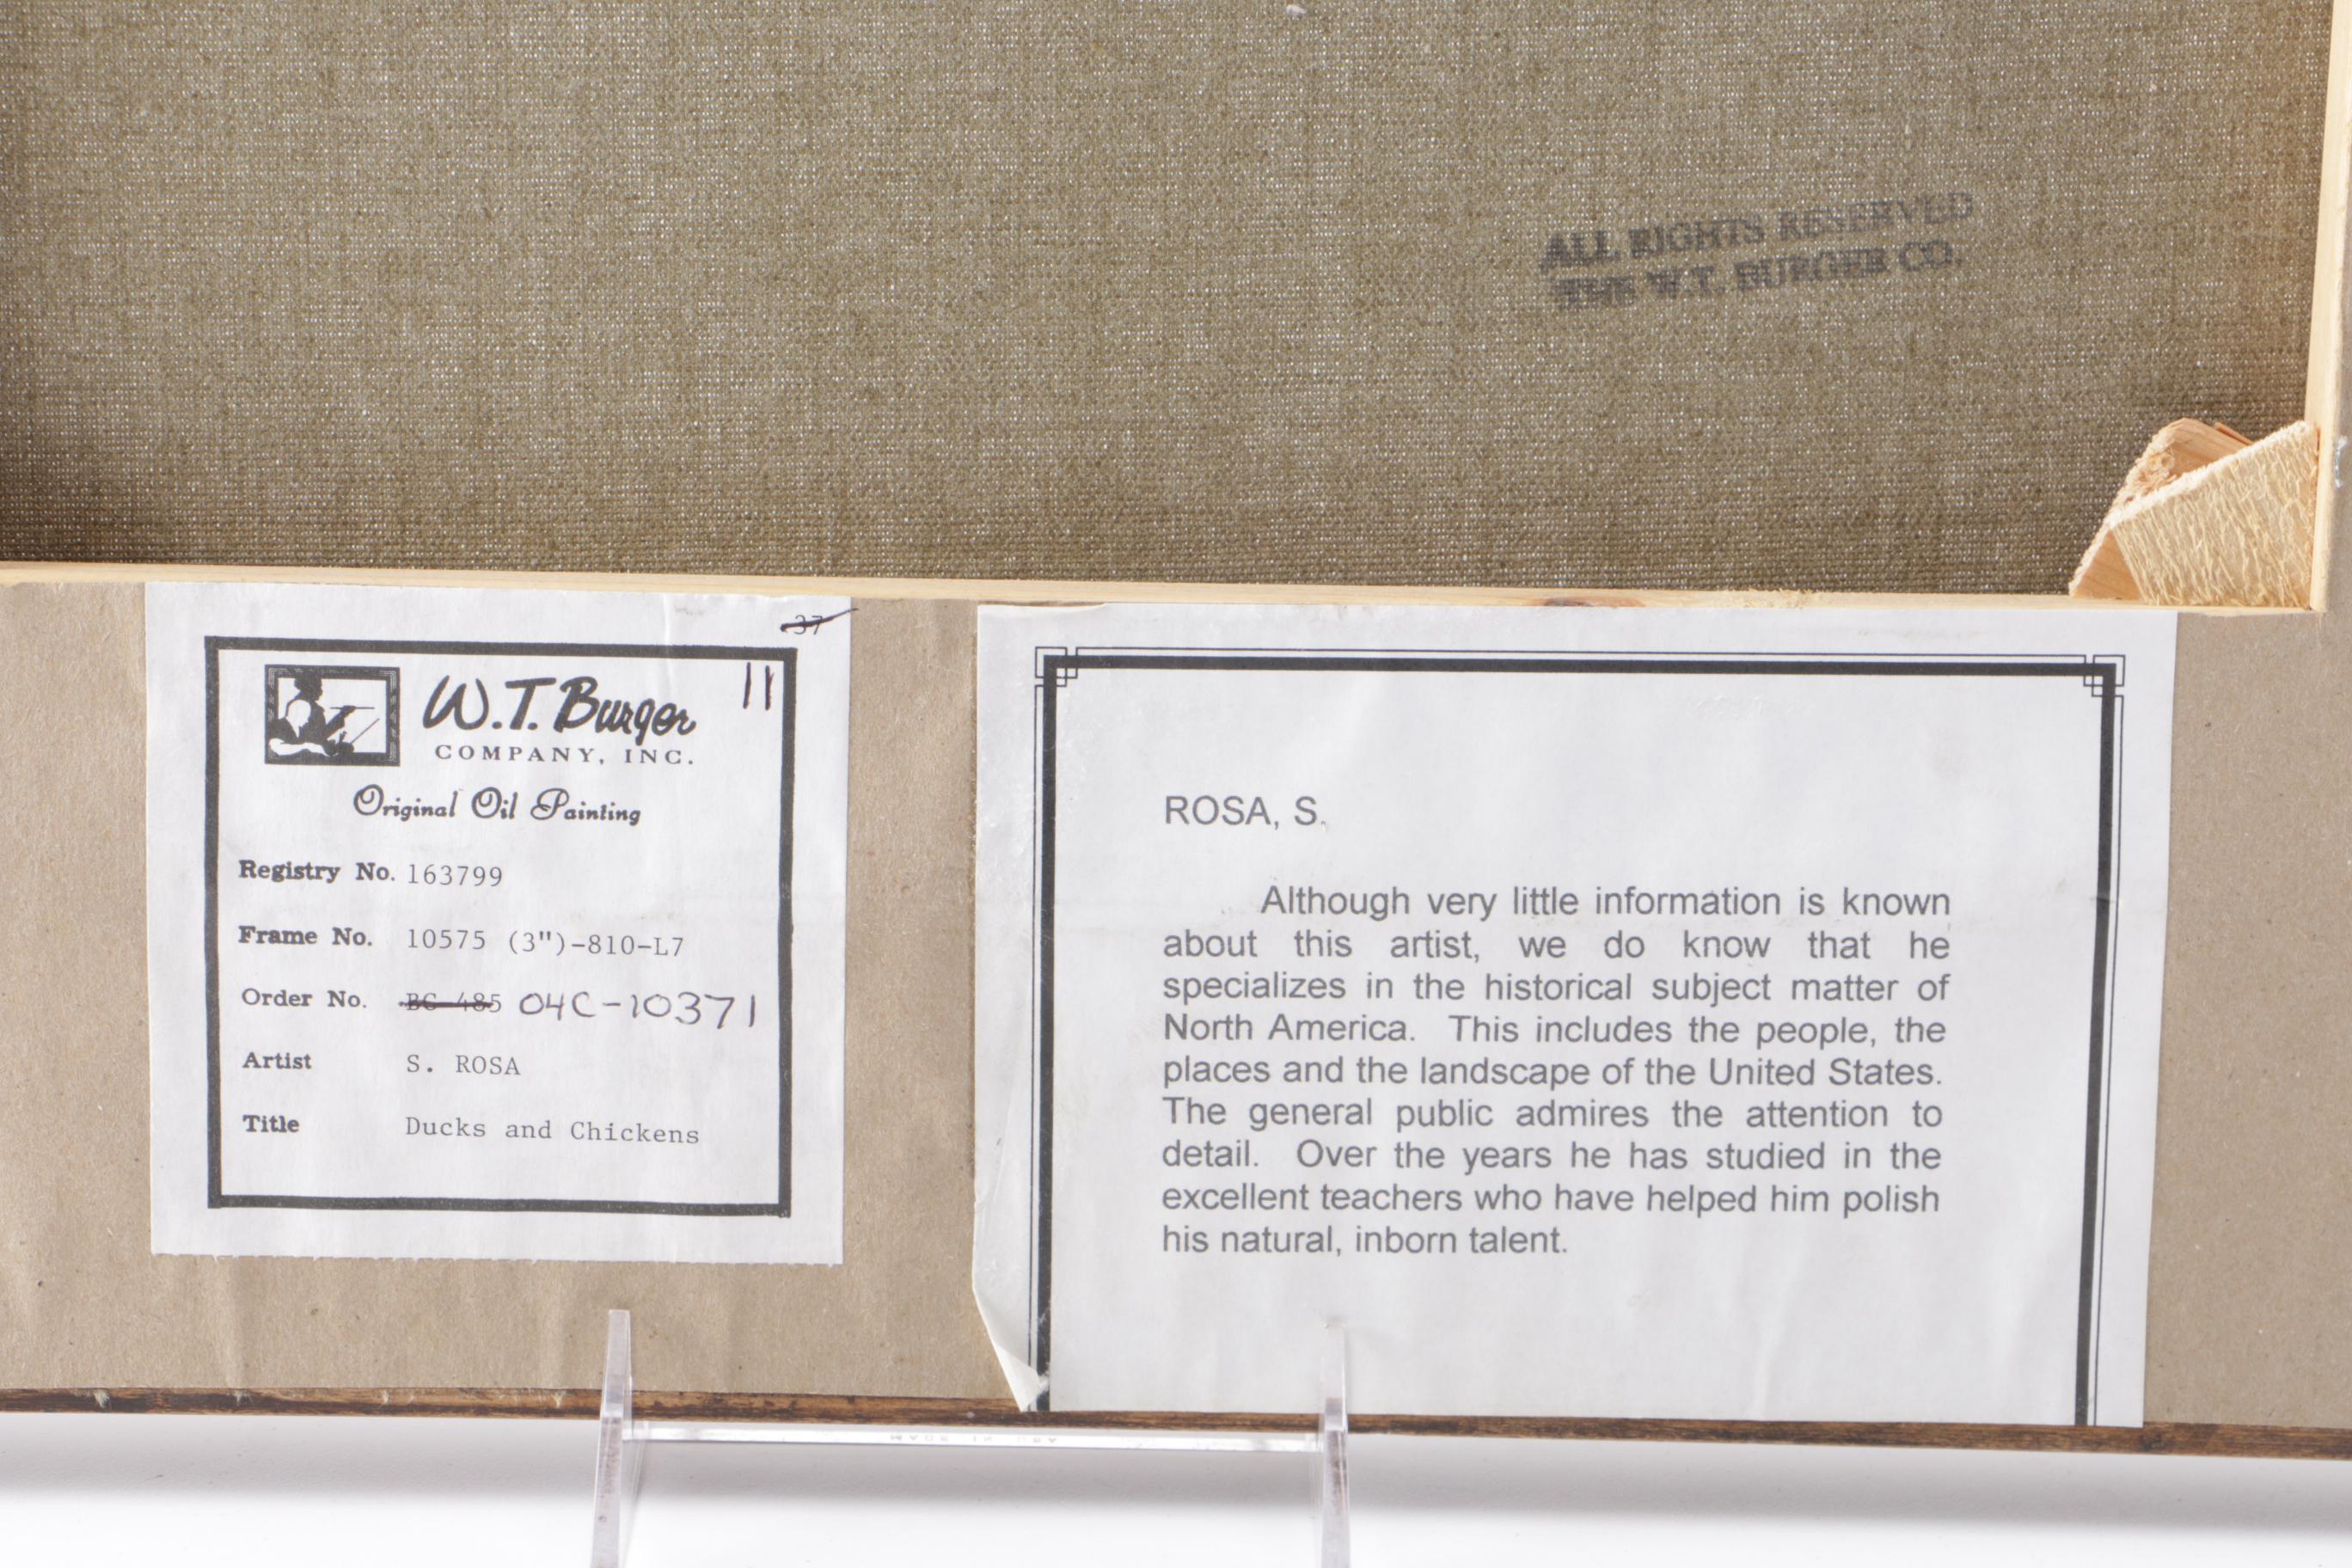 ALL RIGHTS RESERVED
THE W.T. BURGER CO.
37
11
W.T. Burger
COMPANY, INC.
Original Oil Painting
Registry No. 163799
Frame No. 10575 (3")-810-L7
Order No. BC-485 04C-10371
Artist S. ROSA
Title Ducks and Chickens
ROSA, S.
Although very little information is known
about this artist, we do know that he
specializes in the historical subject matter of
North America. This includes the people, the
places and the landscape of the United States.
The general public admires the attention to
detail. Over the years he has studied in the
excellent teachers who have helped him polish
his natural, inborn talent.